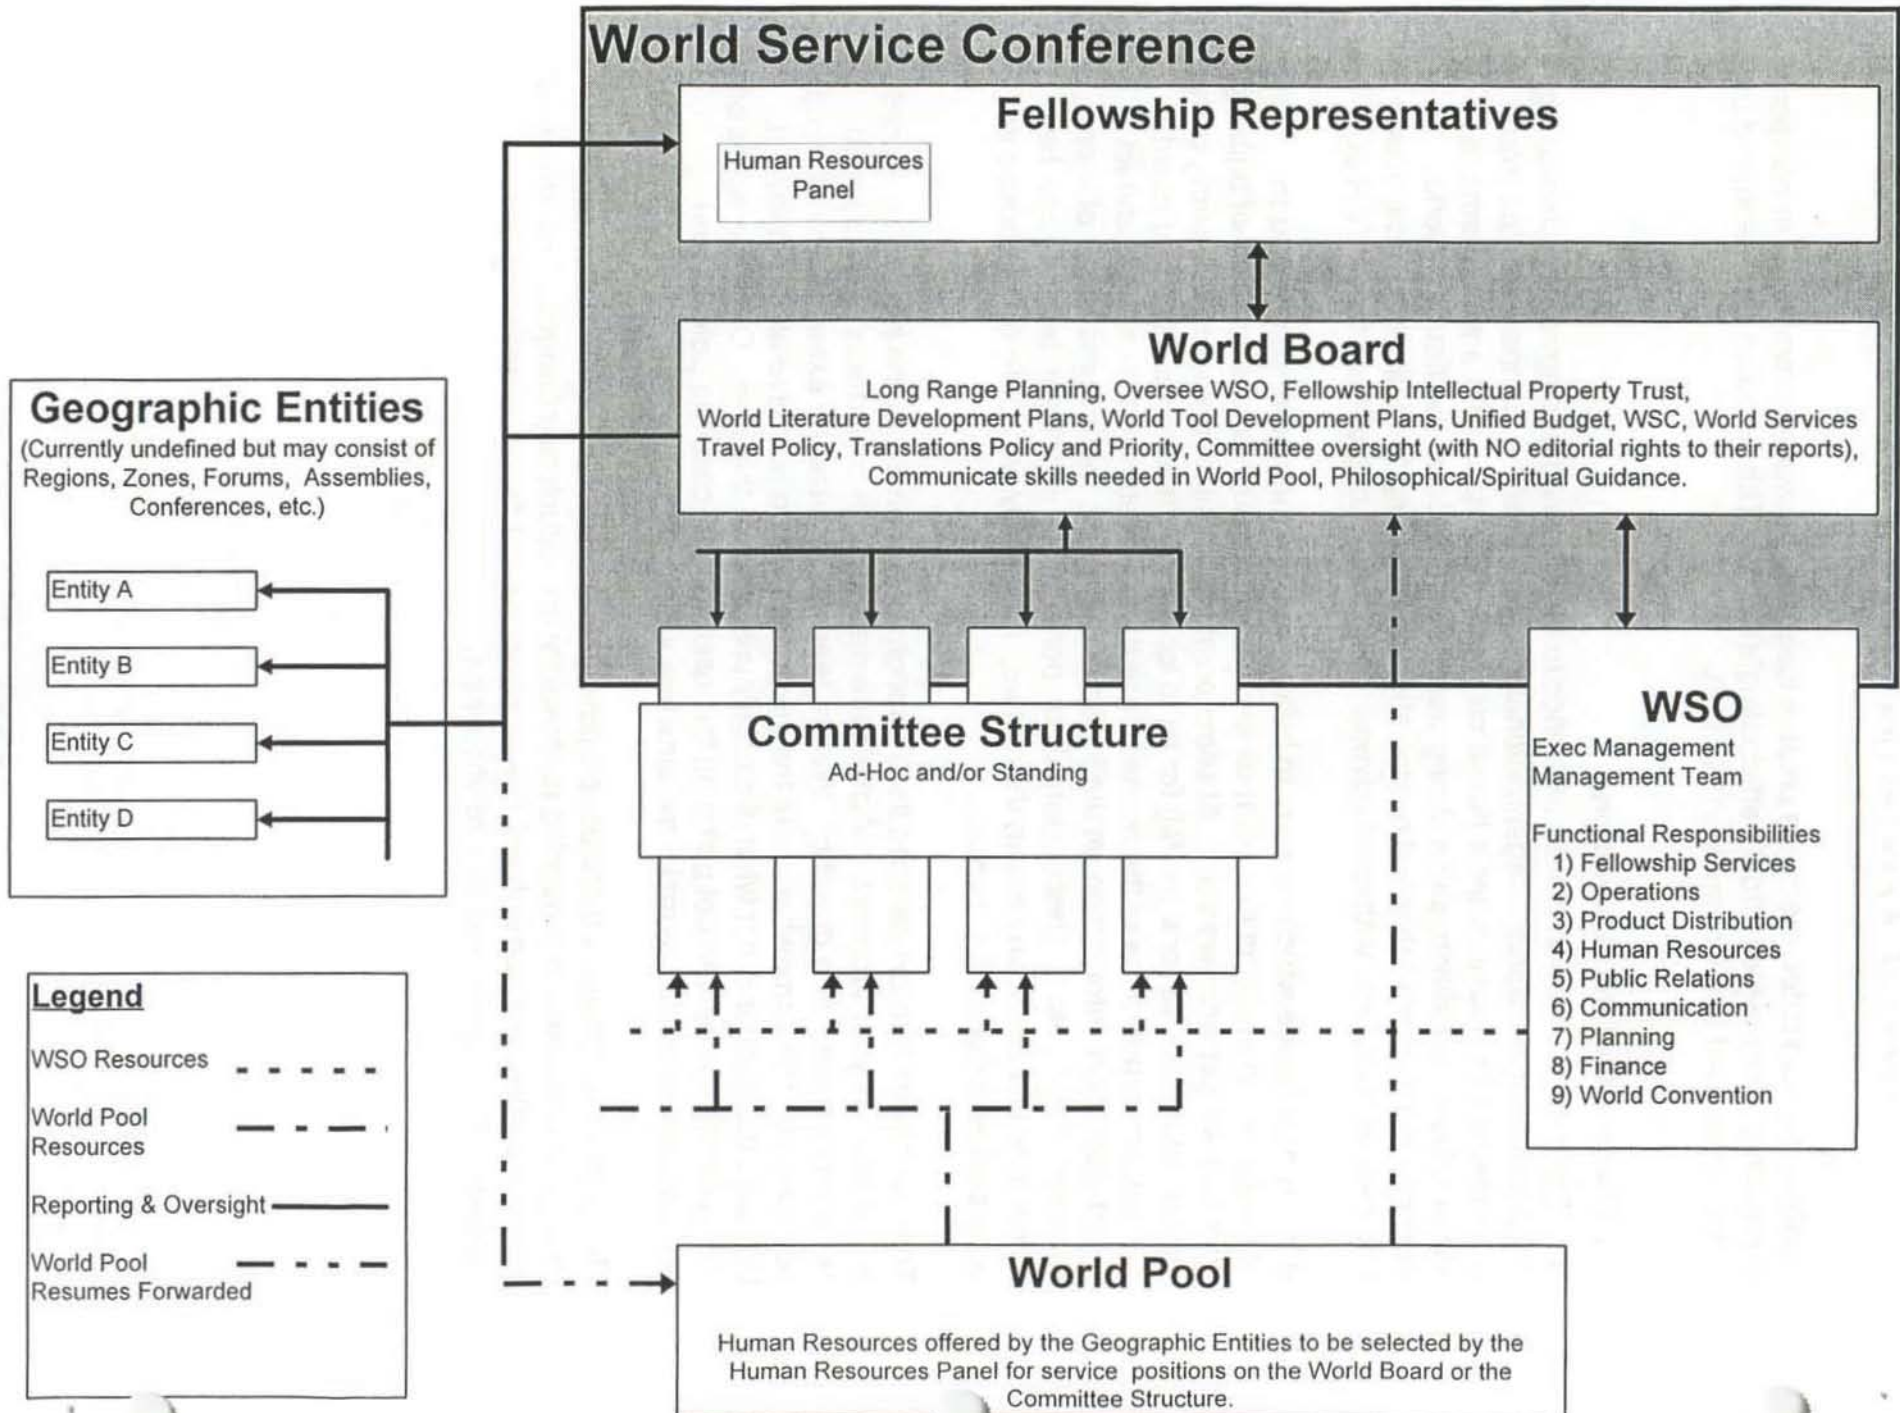 World Service Conference
Fellowship Representatives
Human Resources
Panel
World Board
Long Range Planning, Oversee WSO, Fellowship Intellectual Property Trust,
World Literature Development Plans, World Tool Development Plans, Unified Budget, WSC, World Services
Travel Policy, Translations Policy and Priority, Committee oversight (with NO editorial rights to their reports),
Communicate skills needed in World Pool, Philosophical/Spiritual Guidance.
Geographic Entities
(Currently undefined but may consist of
Regions, Zones, Forums, Assemblies,
Conferences, etc.)
Entity A
Entity B
Entity C
Entity D
Committee Structure
Ad-Hoc and/or Standing
WSO
Exec Management
Management Team
Functional Responsibilities
1) Fellowship Services
2) Operations
3) Product Distribution
4) Human Resources
5) Public Relations
6) Communication
7) Planning
8) Finance
9) World Convention
Legend
WSO Resources
World Pool
Resources
Reporting & Oversight
World Pool
Resumes Forwarded
World Pool
Human Resources offered by the Geographic Entities to be selected by the
Human Resources Panel for service positions on the World Board or the
Committee Structure.